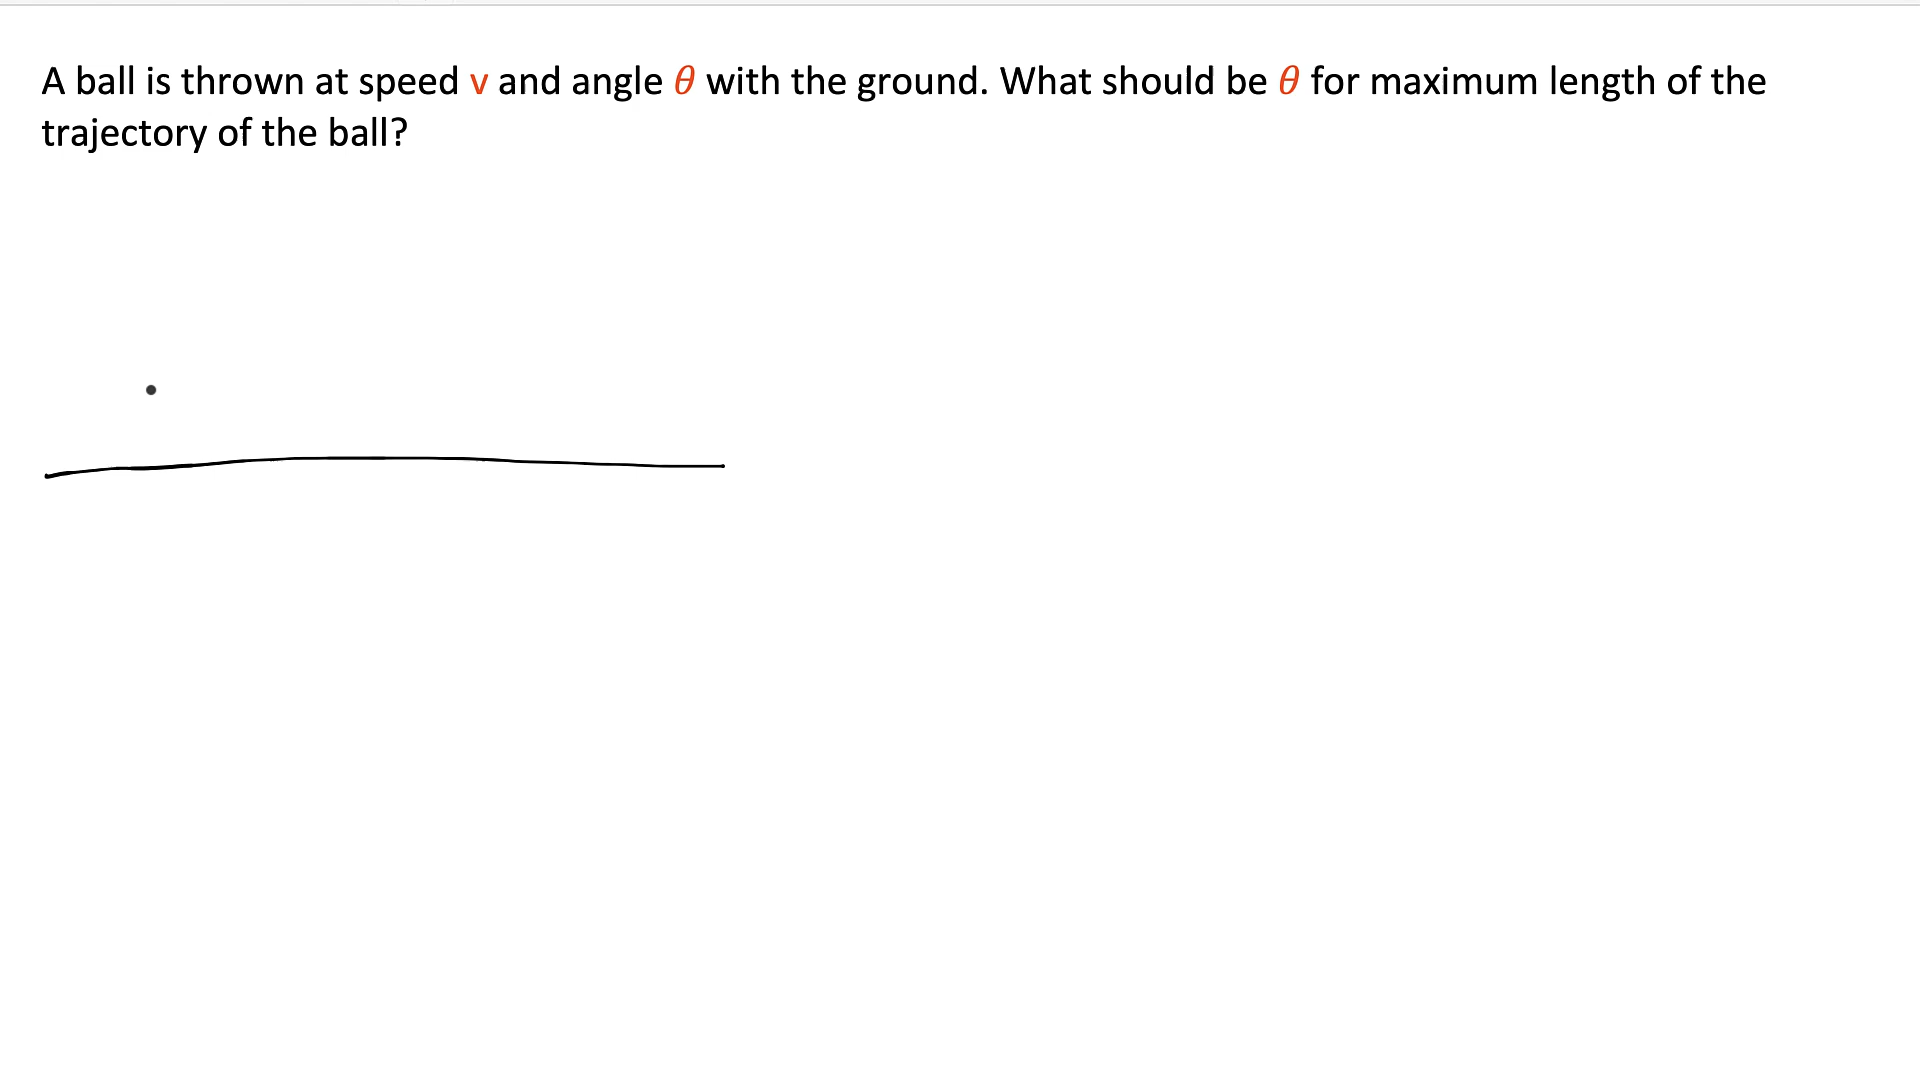 A ball is thrown at speed v and angle θ with the ground. What should be θ for maximum length of the
trajectory of the ball?